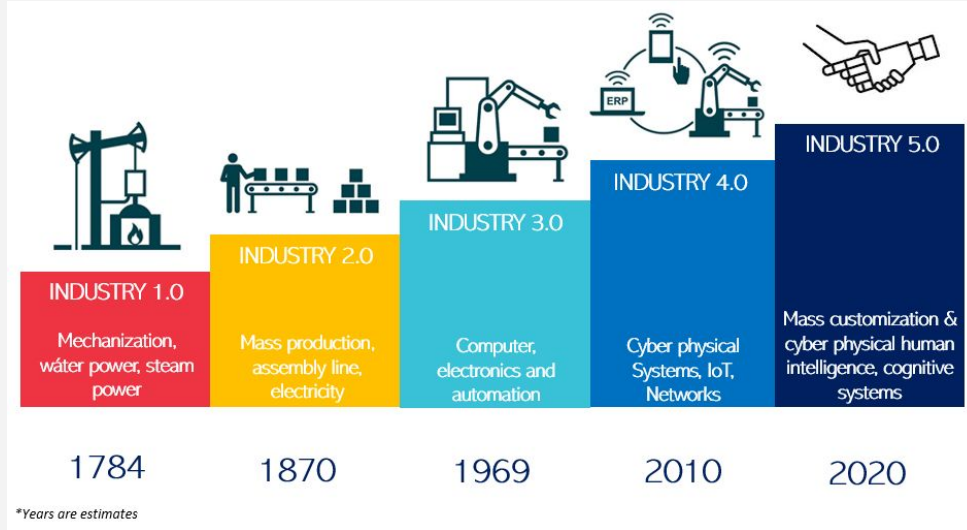 ERP
INDUSTRY 1.0
Mechanization,
wáter power, steam
power
INDUSTRY 2.0
Mass production,
assembly line,
electricity
INDUSTRY 3.0
Computer,
electronics and
automation
INDUSTRY 4.0
Cyber physical
Systems, IoT,
Networks
INDUSTRY 5.0
Mass customization &
cyber physical human
intelligence, cognitive
systems
1784
1870
1969
2010
2020
*Years are estimates